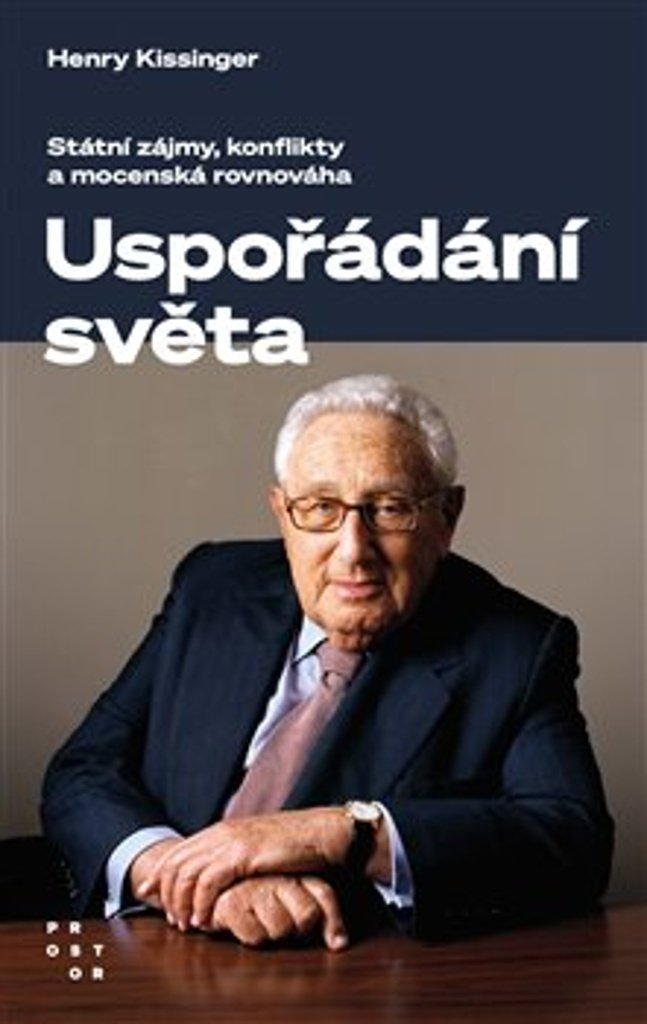 Henry Kissinger
Státní zájmy, konflikty
a mocenská rovnováha
Uspořádání
světa
PR
OST
OR